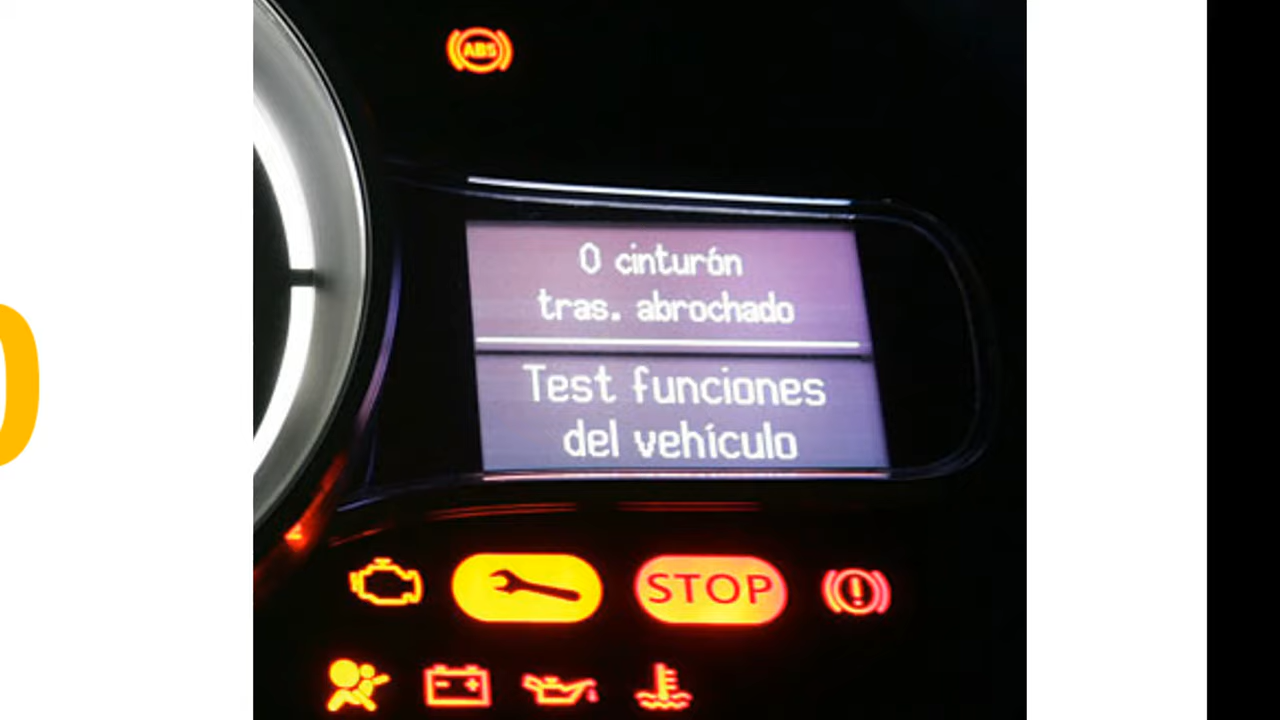 ABS
0 cinturón
tras. abrochado
Test funciones
del vehículo
STOP